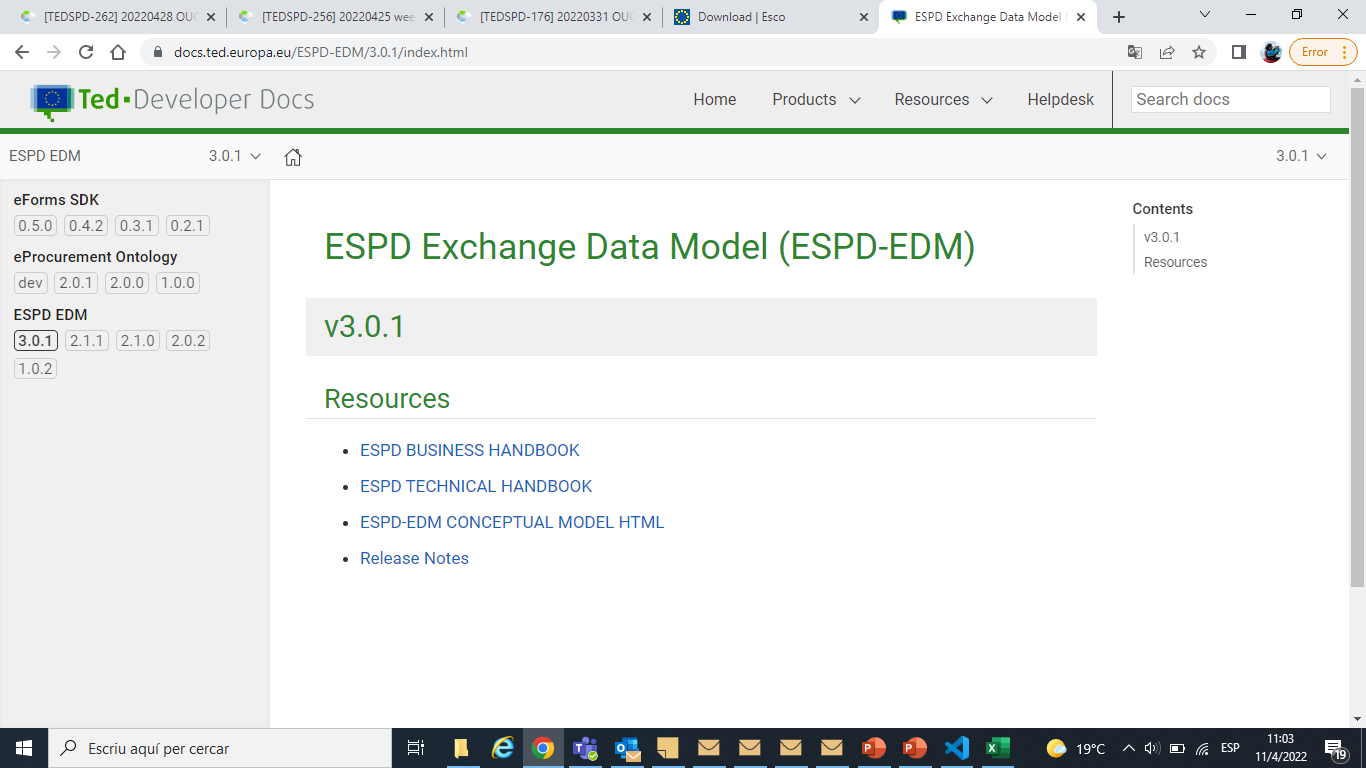 [TEDSPD-262] 20220428 OUC
[TEDSPD-256] 20220425 wee
[TEDSPD-176] 20220331 OUC
Download | Esco
ESPD Exchange Data Model (
docs.ted.europa.eu/ESPD-EDM/3.0.1/index.html
Error
Ted Developer Docs
Home
Products
Resources
Helpdesk
Search docs
ESPD EDM
3.0.1
3.0.1
eForms SDK
0.5.0 0.4.2 0.3.1 0.2.1
eProcurement Ontology
dev 2.0.1 2.0.0 1.0.0
ESPD EDM
3.0.1 2.1.1 2.1.0 2.0.2
1.0.2
ESPD Exchange Data Model (ESPD-EDM)
v3.0.1
Resources
ESPD BUSINESS HANDBOOK
ESPD TECHNICAL HANDBOOK
ESPD-EDM CONCEPTUAL MODEL HTML
Release Notes
Contents
v3.0.1
Resources
Escriu aquí per cercar
19°C
ESP
11:03
11/4/2022
19